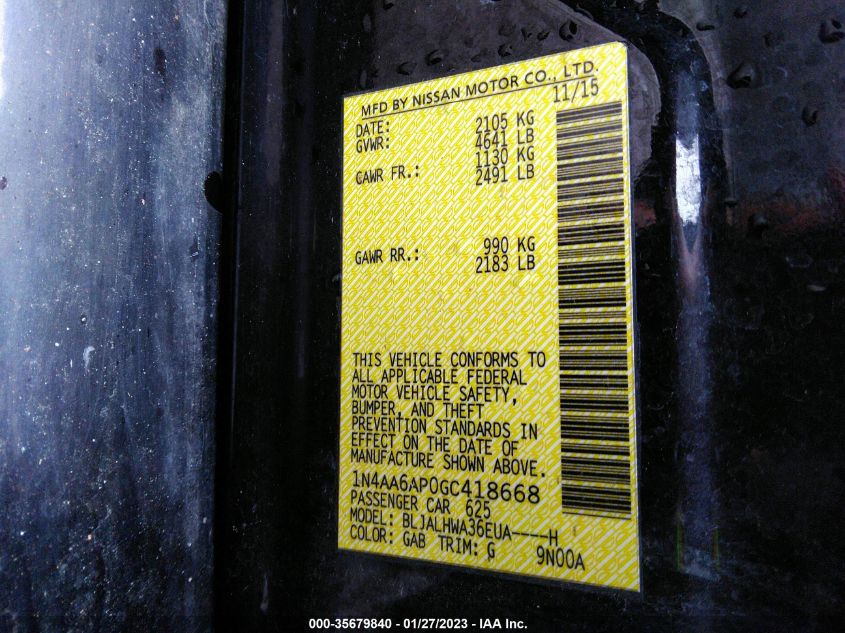 MFD BY NISSAN MOTOR CO., LTD.
DATE: 11/15
GVWR: 2105 KG
4641 LB
GAWR FR.: 1130 KG
2491 LB
GAWR RR.: 990 KG
2183 LB
THIS VEHICLE CONFORMS TO
ALL APPLICABLE FEDERAL
MOTOR VEHICLE SAFETY,
BUMPER, AND THEFT
PREVENTION STANDARDS IN
EFFECT ON THE DATE OF
MANUFACTURE SHOWN ABOVE.
1N4AA6AP0GC418668
PASSENGER CAR 625
MODEL: BLJALHWA36EUA----H
COLOR: GAB TRIM: G 9N00A
000-35679840 - 01/27/2023 - IAA Inc.